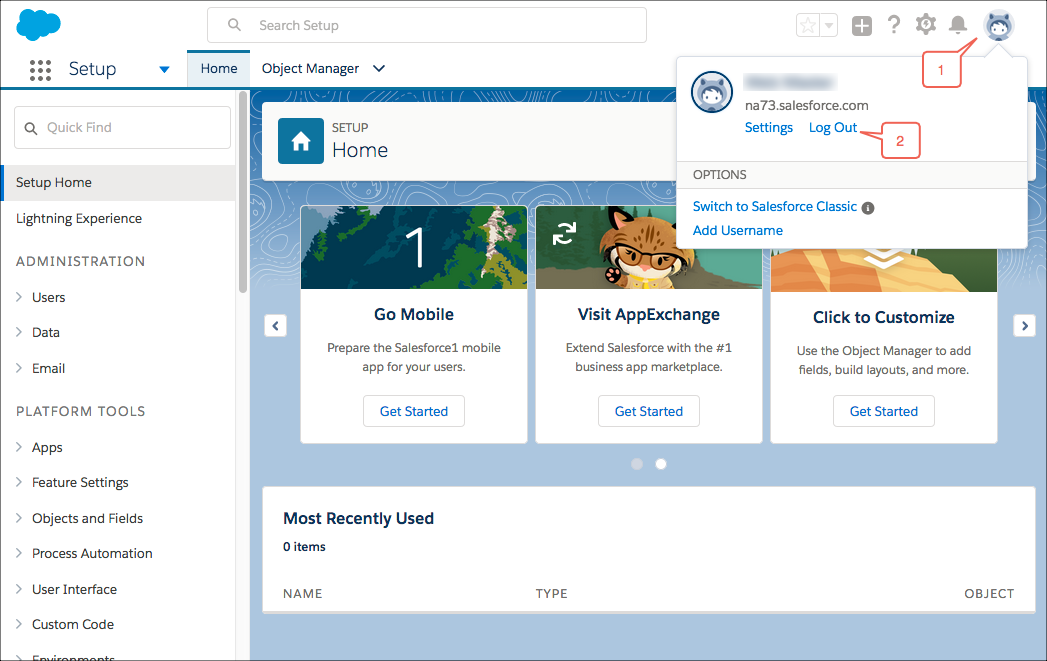 Search Setup
Setup
Home
Object Manager
1
na73.salesforce.com
Settings Log Out
2
OPTIONS
Switch to Salesforce Classic
Add Username
Quick Find
Setup Home
Lightning Experience
ADMINISTRATION
Users
Data
Email
PLATFORM TOOLS
Apps
Feature Settings
Objects and Fields
Process Automation
User Interface
Custom Code
Environments
SETUP
Home
1
Go Mobile
Prepare the Salesforce1 mobile
app for your users.
Get Started
Visit AppExchange
Extend Salesforce with the #1
business app marketplace.
Get Started
Click to Customize
Use the Object Manager to add
fields, build layouts, and more.
Get Started
Most Recently Used
0 items
NAME TYPE OBJECT